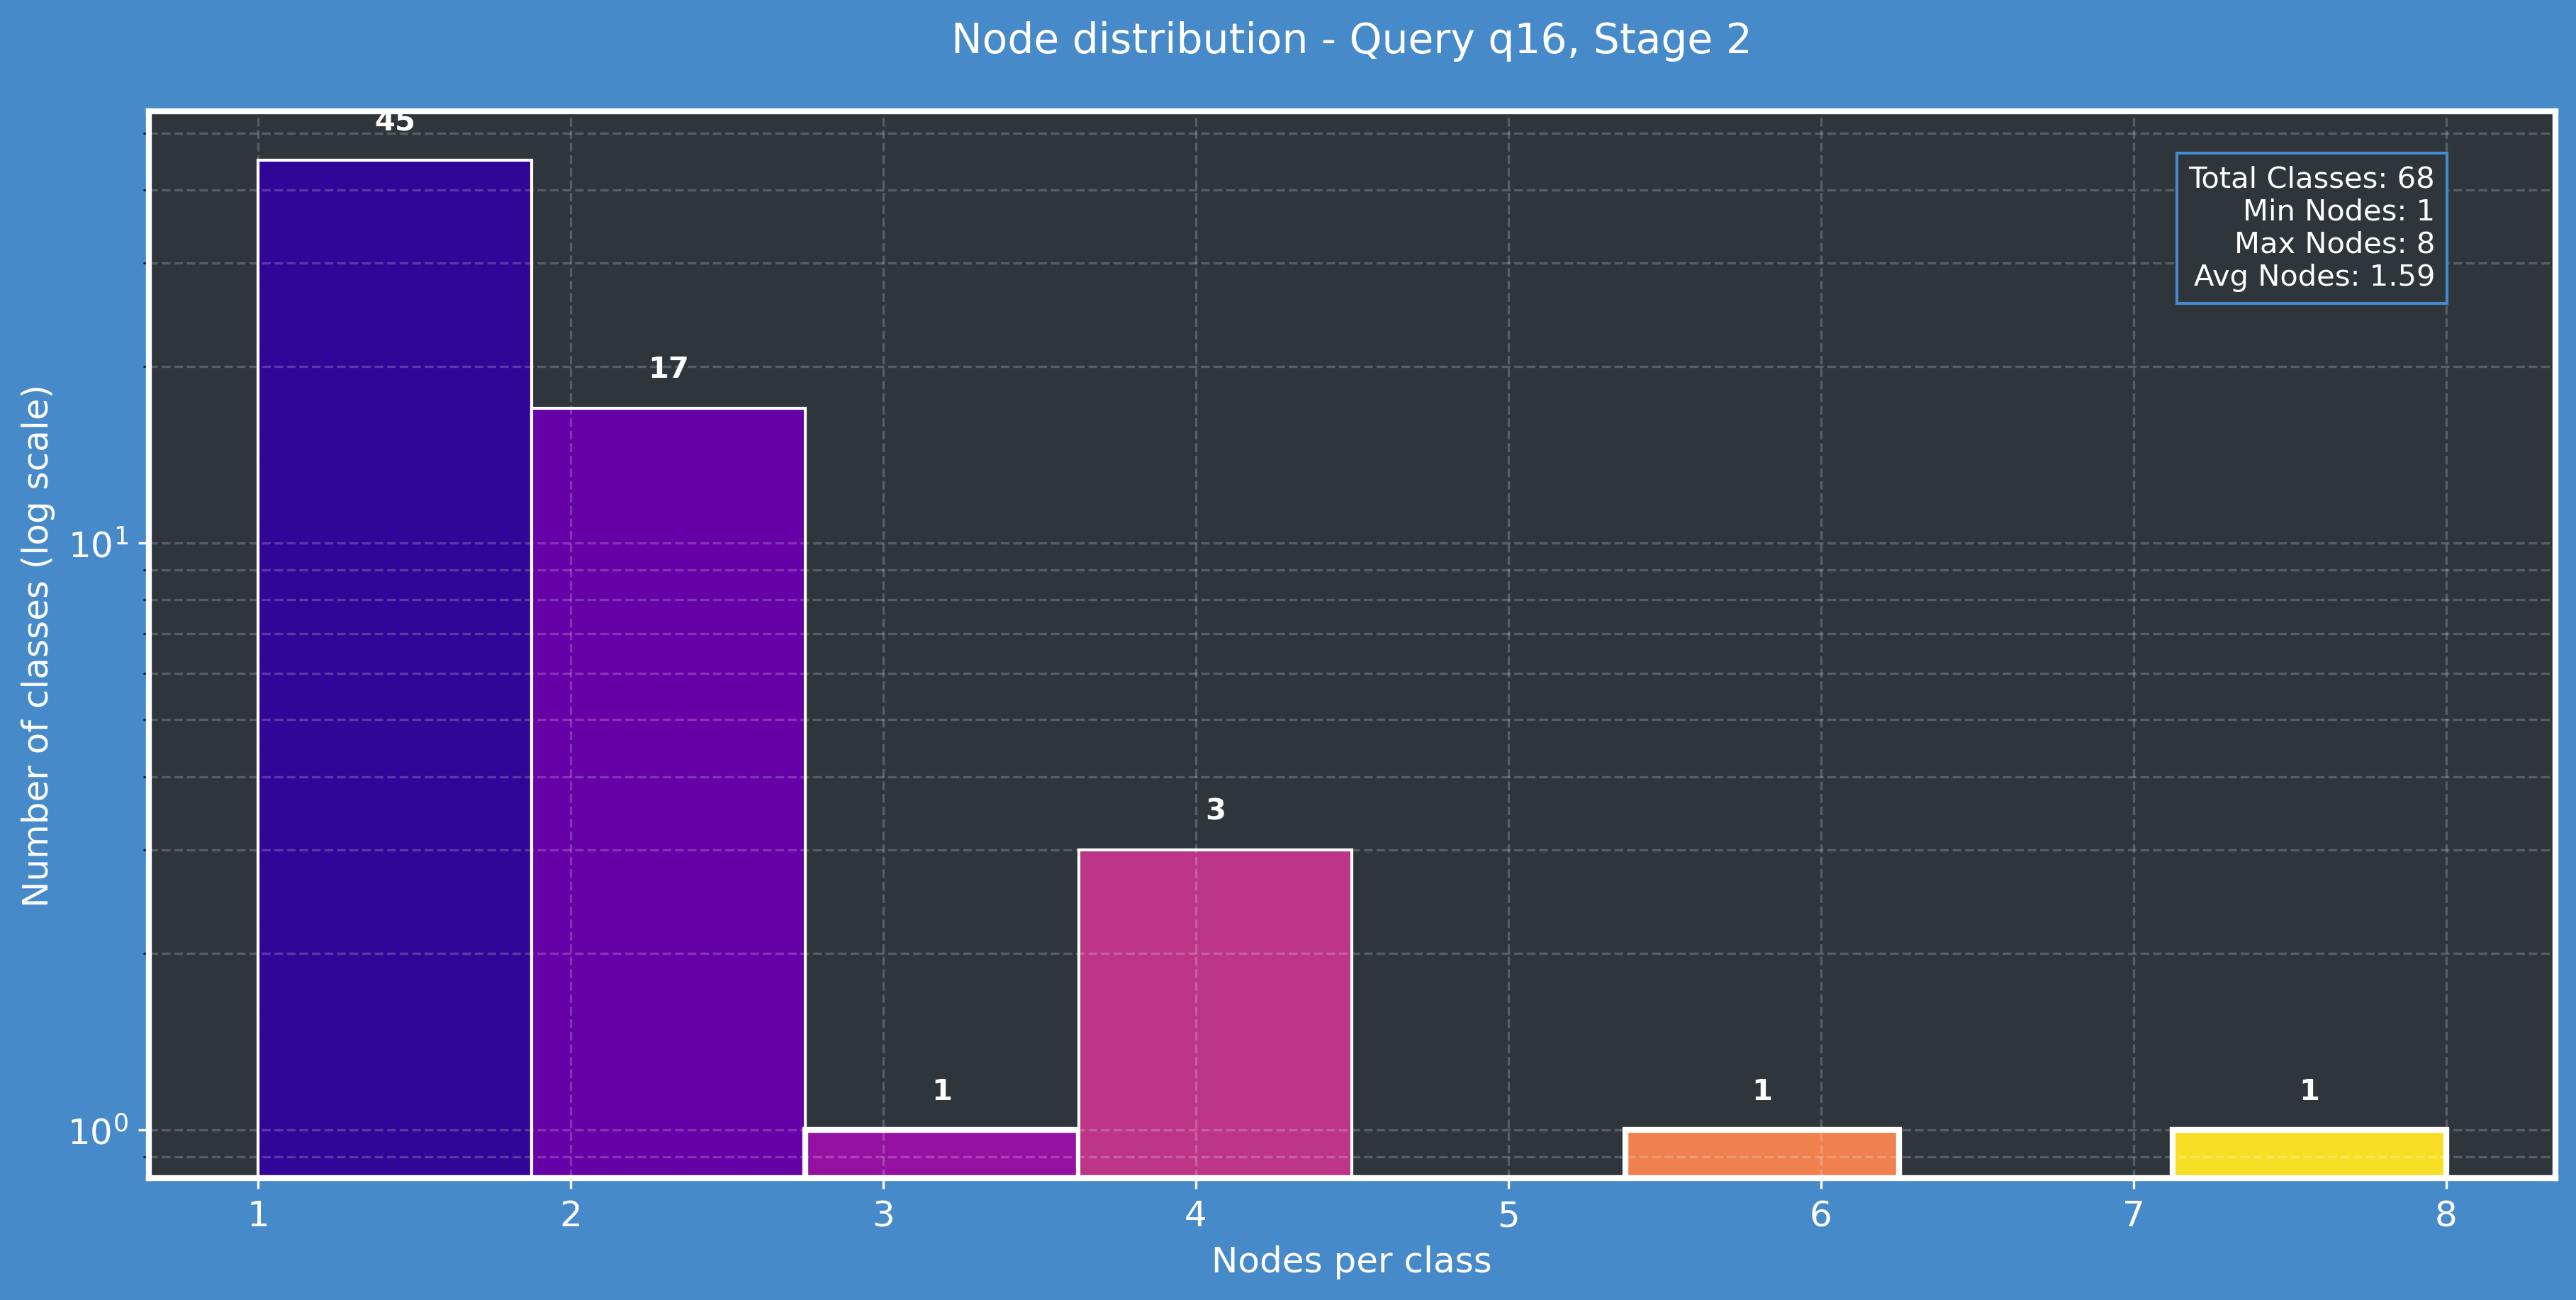 Node distribution - Query q16, Stage 2
45
Total Classes: 68
Min Nodes: 1
Max Nodes: 8
Avg Nodes: 1.59
17
3
1
1
1
Number of classes (log scale)
10¹
10⁰
1 2 3 4 5 6 7 8
Nodes per class